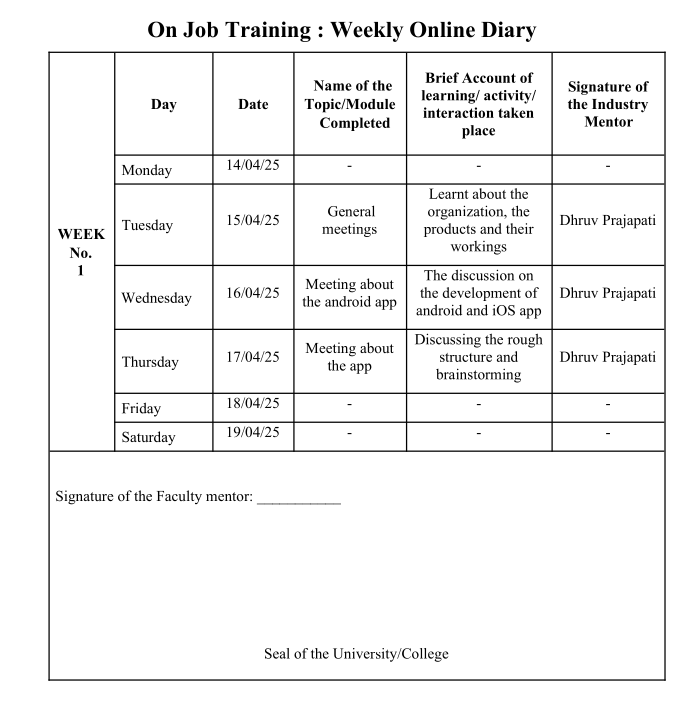 On Job Training : Weekly Online Diary
WEEK
No.
1
Day
Date
Name of the
Topic/Module
Completed
Brief Account of
learning/ activity/
interaction taken
place
Signature of
the Industry
Mentor
Monday
14/04/25
-
-
-
Tuesday
15/04/25
General
meetings
Learnt about the
organization, the
products and their
workings
Dhruv Prajapati
Wednesday
16/04/25
Meeting about
the android app
The discussion on
the development of
android and iOS app
Dhruv Prajapati
Thursday
17/04/25
Meeting about
the app
Discussing the rough
structure and
brainstorming
Dhruv Prajapati
Friday
18/04/25
-
-
-
Saturday
19/04/25
-
-
-
Signature of the Faculty mentor: ___________
Seal of the University/College